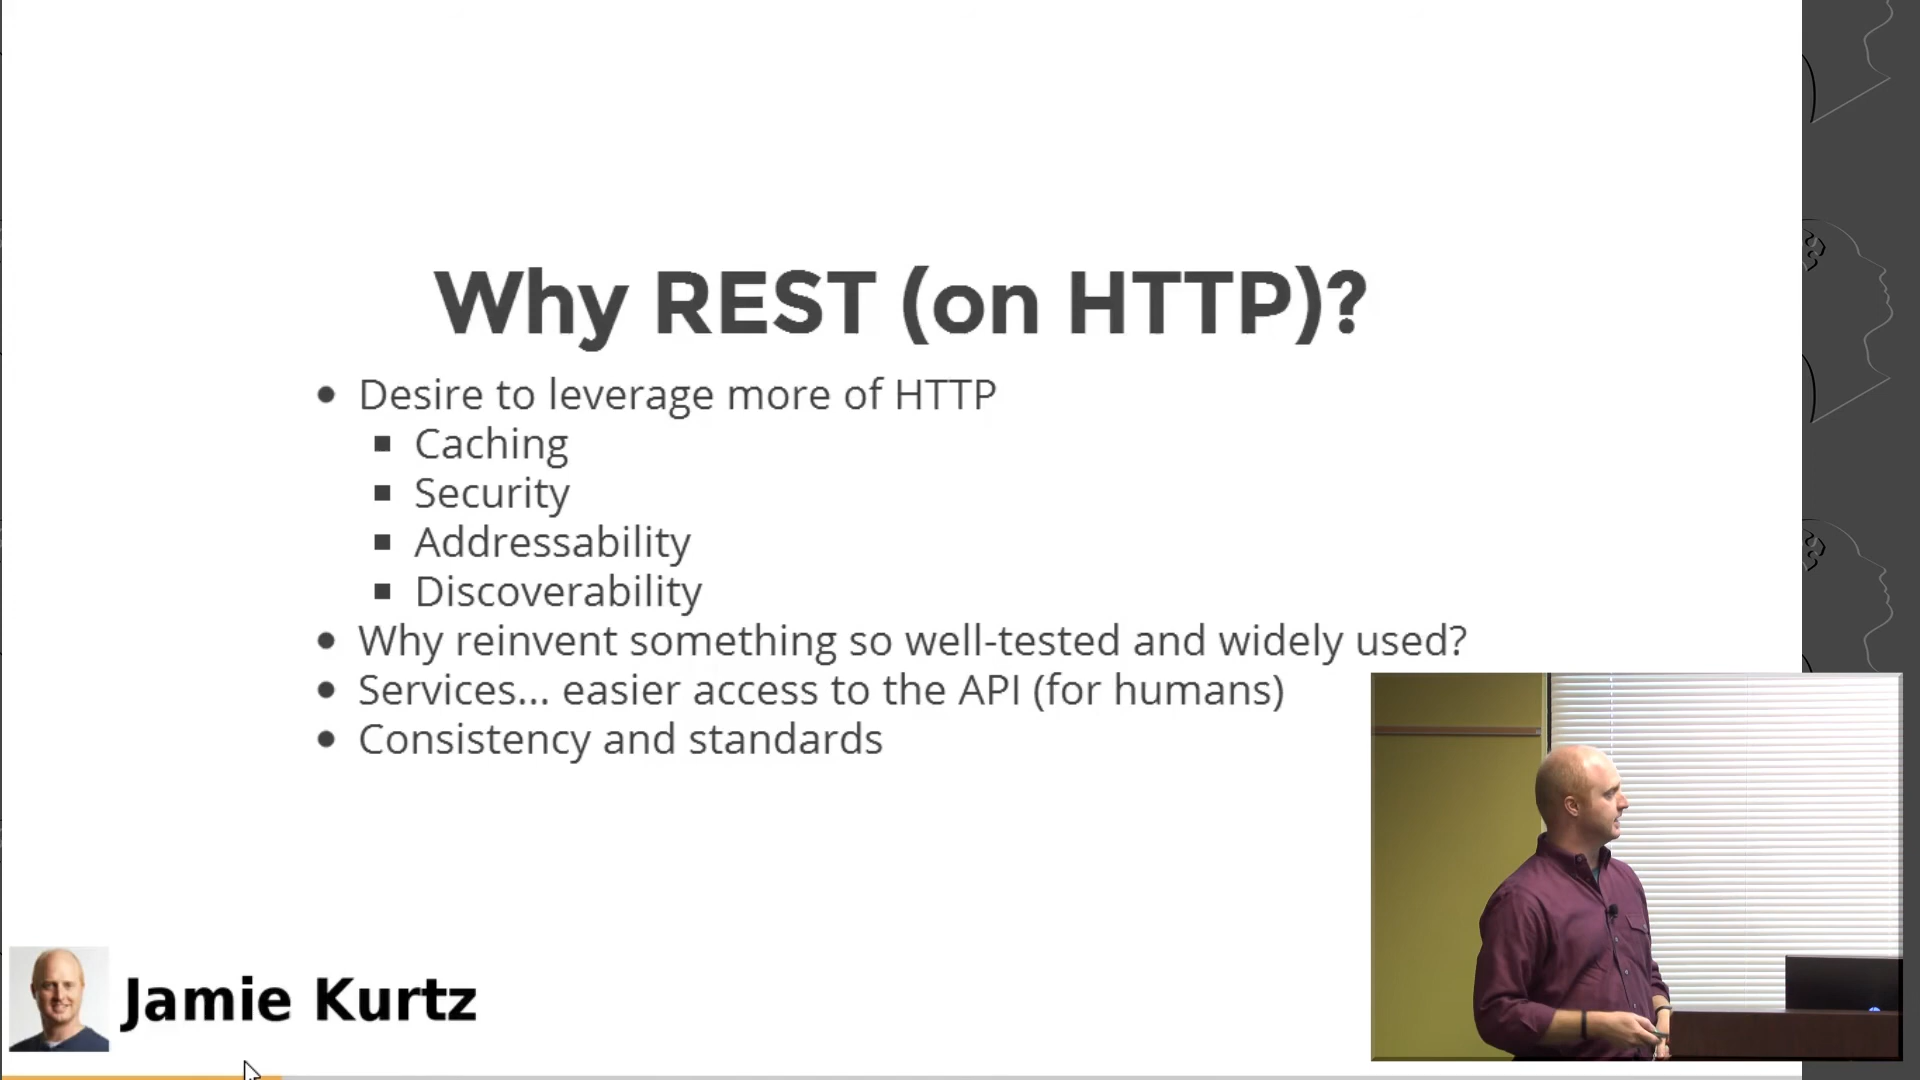 Why REST (on HTTP)?
Desire to leverage more of HTTP
Caching
Security
Addressability
Discoverability
Why reinvent something so well-tested and widely used?
Services... easier access to the API (for humans)
Consistency and standards
Jamie Kurtz